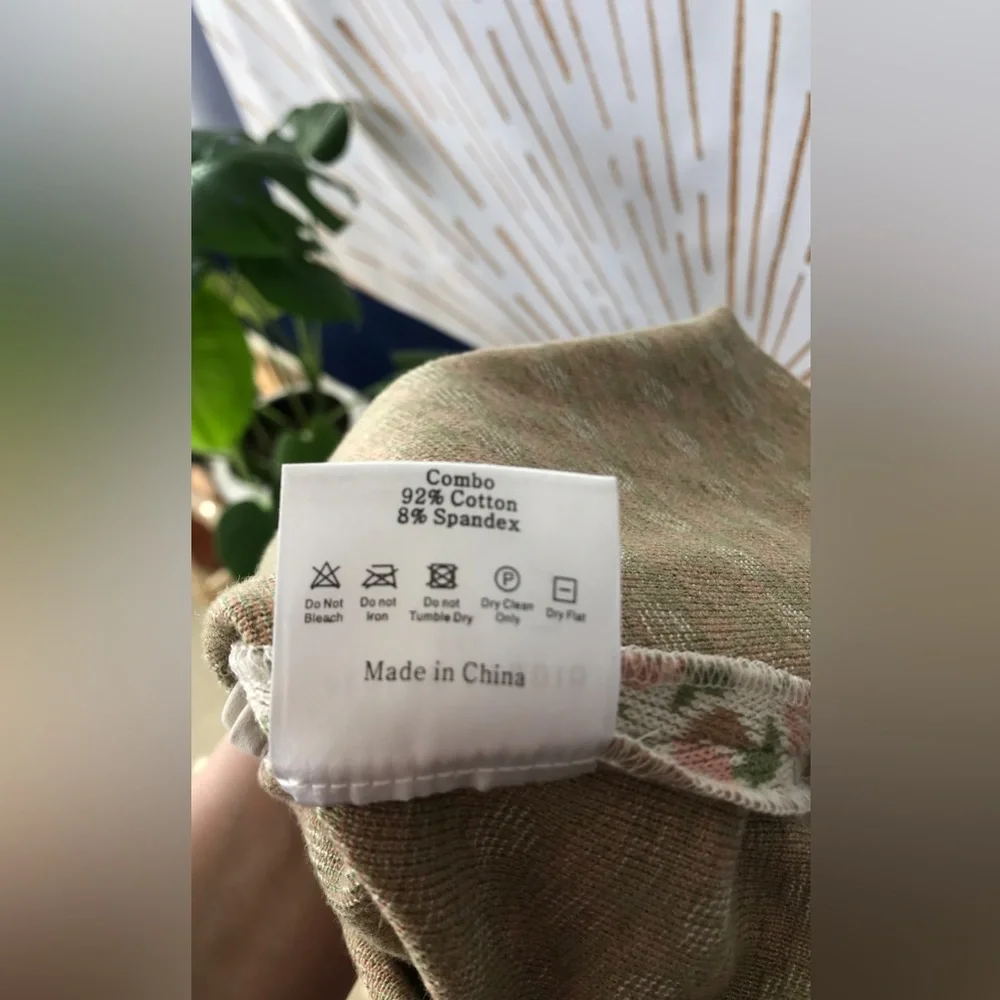 Combo
92% Cotton
8% Spandex
P
Do Not Bleach
Do not Iron
Do not Tumble Dry
Dry Clean Only
Dry Flat
Made in China